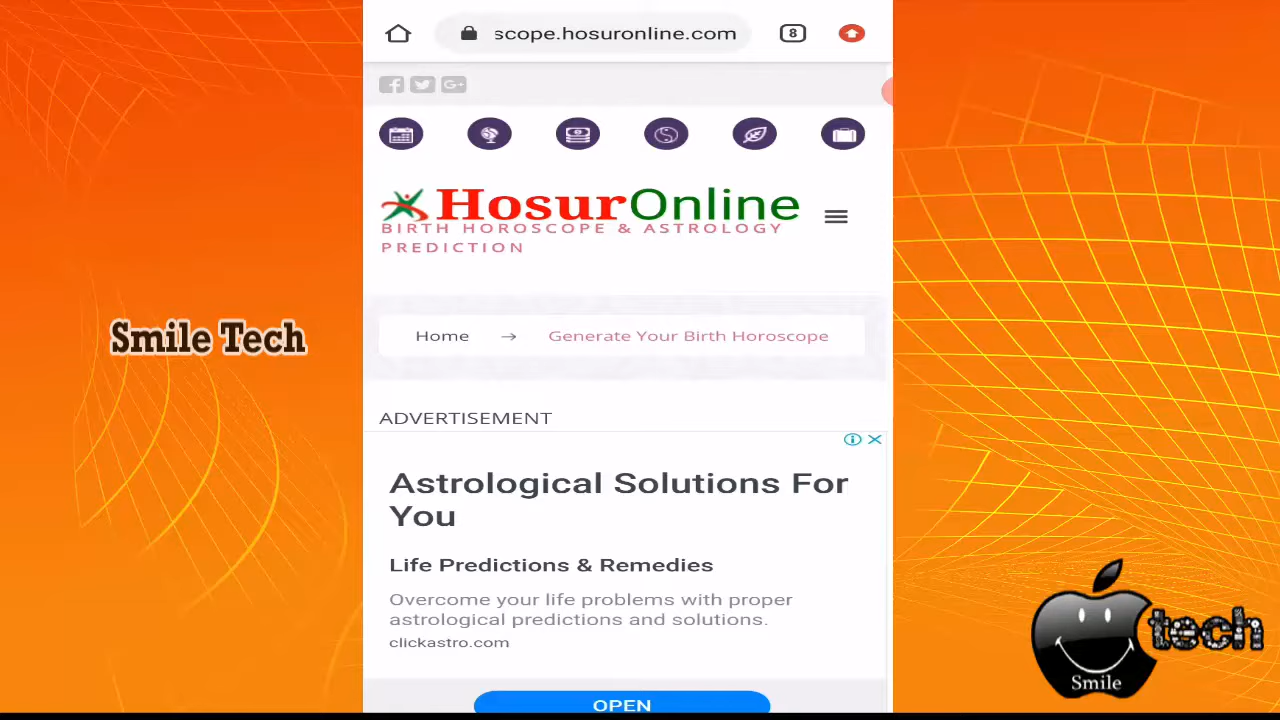 scope.hosuronline.com
8
HosurOnline
BIRTH HOROSCOPE & ASTROLOGY
PREDICTION
Smile Tech
Home → Generate Your Birth Horoscope
ADVERTISEMENT
Astrological Solutions For
You
Life Predictions & Remedies
Overcome your life problems with proper
astrological predictions and solutions.
clickastro.com
OPEN
tech
Smile